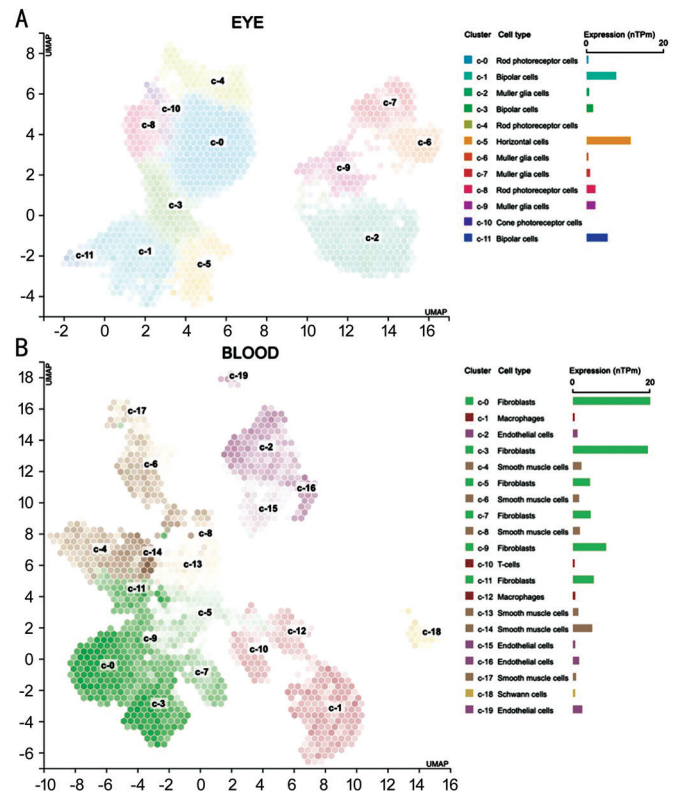 A
EYE
UMAP
8
6
4
2
0
-2
-4
c-4
c-10
c-8
c-0
c-7
c-6
c-9
c-3
c-2
c-1
c-11
c-5
UMAP
-2 0 2 4 6 8 10 12 14 16
Cluster Cell type Expression (nTPm)
0 20
c-0 Rod photoreceptor cells
c-1 Bipolar cells
c-2 Muller glia cells
c-3 Bipolar cells
c-4 Rod photoreceptor cells
c-5 Horizontal cells
c-6 Muller glia cells
c-7 Muller glia cells
c-8 Rod photoreceptor cells
c-9 Muller glia cells
c-10 Cone photoreceptor cells
c-11 Bipolar cells
B
BLOOD
UMAP
18
16
14
12
10
8
6
4
2
0
-2
-4
-6
c-19
c-17
c-2
c-6
c-16
c-15
c-8
c-4
c-14
c-13
c-11
c-5
c-12
c-18
c-9
c-10
c-0
c-7
c-3
c-1
UMAP
-10 -8 -6 -4 -2 0 2 4 6 8 10 12 14 16
Cluster Cell type Expression (nTPm)
0 20
c-0 Fibroblasts
c-1 Macrophages
c-2 Endothelial cells
c-3 Fibroblasts
c-4 Smooth muscle cells
c-5 Fibroblasts
c-6 Smooth muscle cells
c-7 Fibroblasts
c-8 Smooth muscle cells
c-9 Fibroblasts
c-10 T-cells
c-11 Fibroblasts
c-12 Macrophages
c-13 Smooth muscle cells
c-14 Smooth muscle cells
c-15 Endothelial cells
c-16 Endothelial cells
c-17 Smooth muscle cells
c-18 Schwann cells
c-19 Endothelial cells